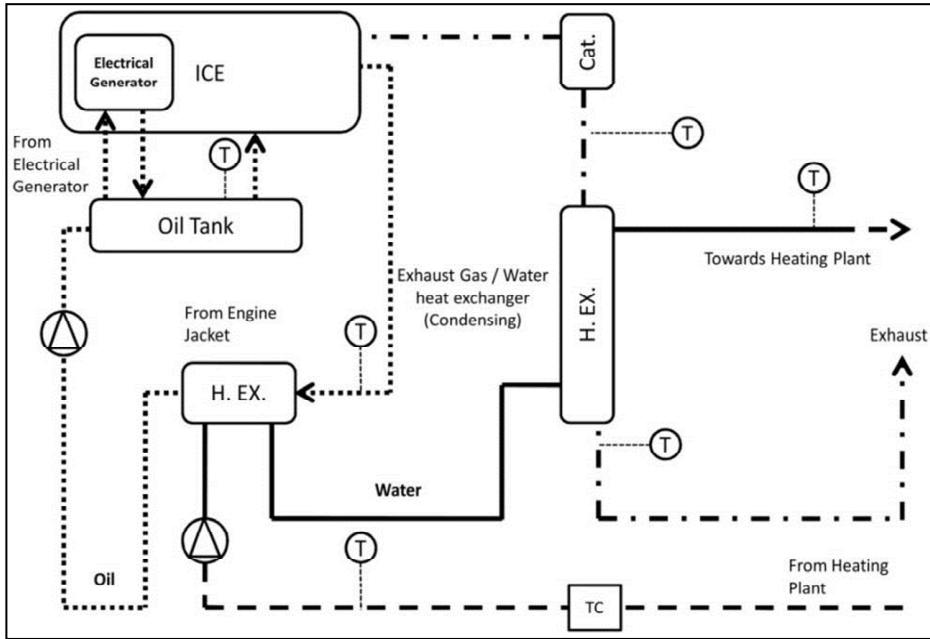 Electrical
Generator
ICE
Cat.
From
Electrical
Generator
T
T
T
Oil Tank
Towards Heating Plant
Exhaust Gas / Water
heat exchanger
(Condensing)
H. EX.
From Engine
Jacket
T
Exhaust
H. EX.
T
Water
T
Oil
TC
From Heating
Plant